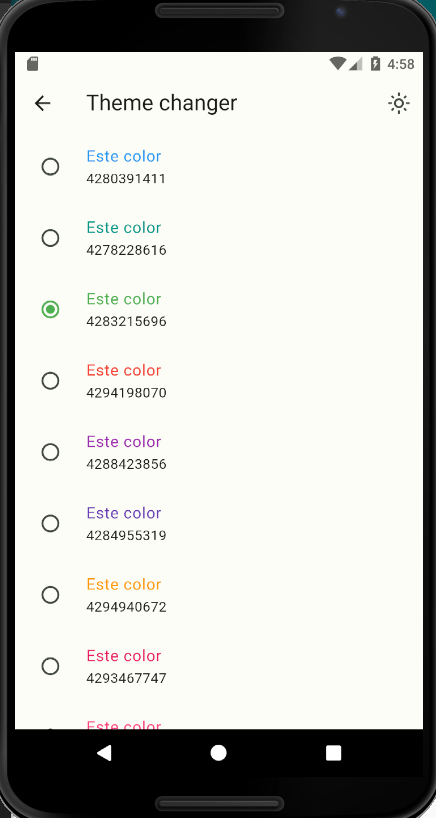 4:58
Theme changer
Este color
4280391411
Este color
4278228616
Este color
4283215696
Este color
4294198070
Este color
4288423856
Este color
4284955319
Este color
4294940672
Este color
4293467747
Este color